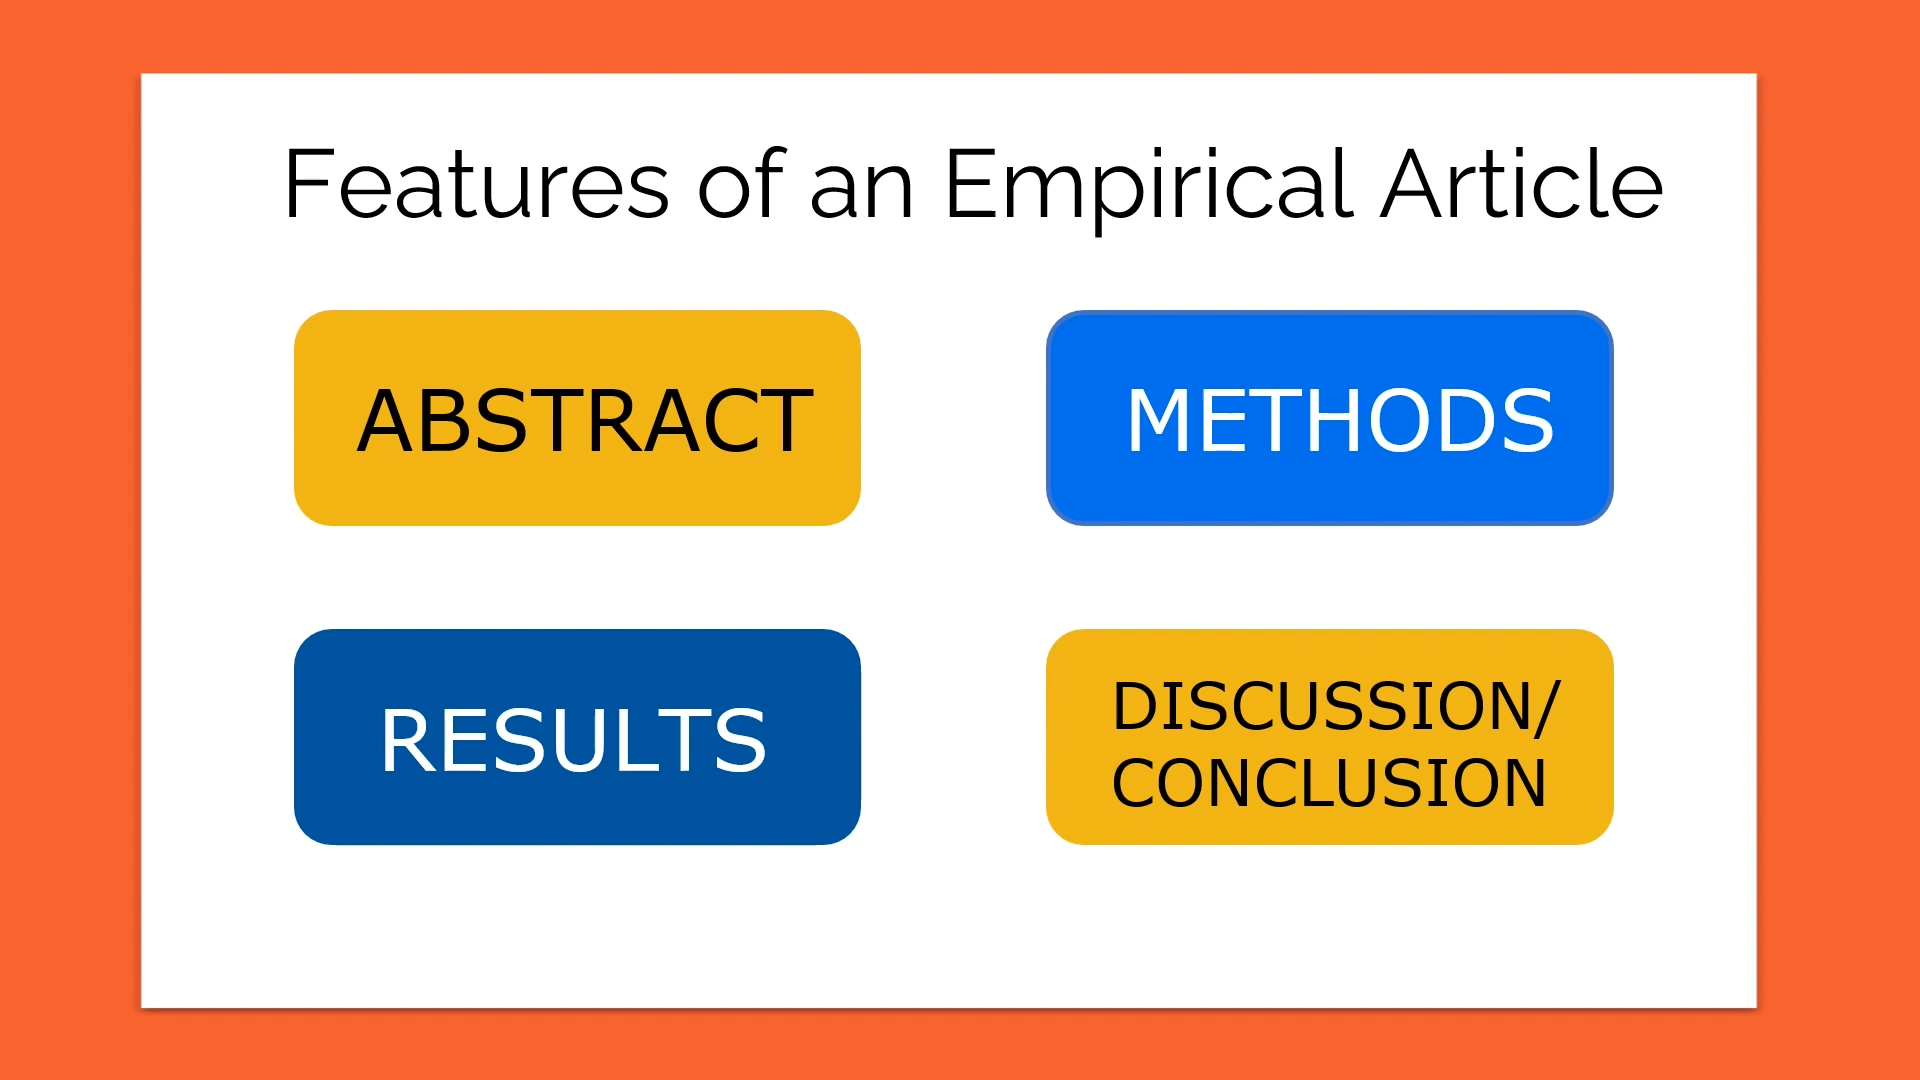 Features of an Empirical Article
ABSTRACT
METHODS
RESULTS
DISCUSSION/
CONCLUSION